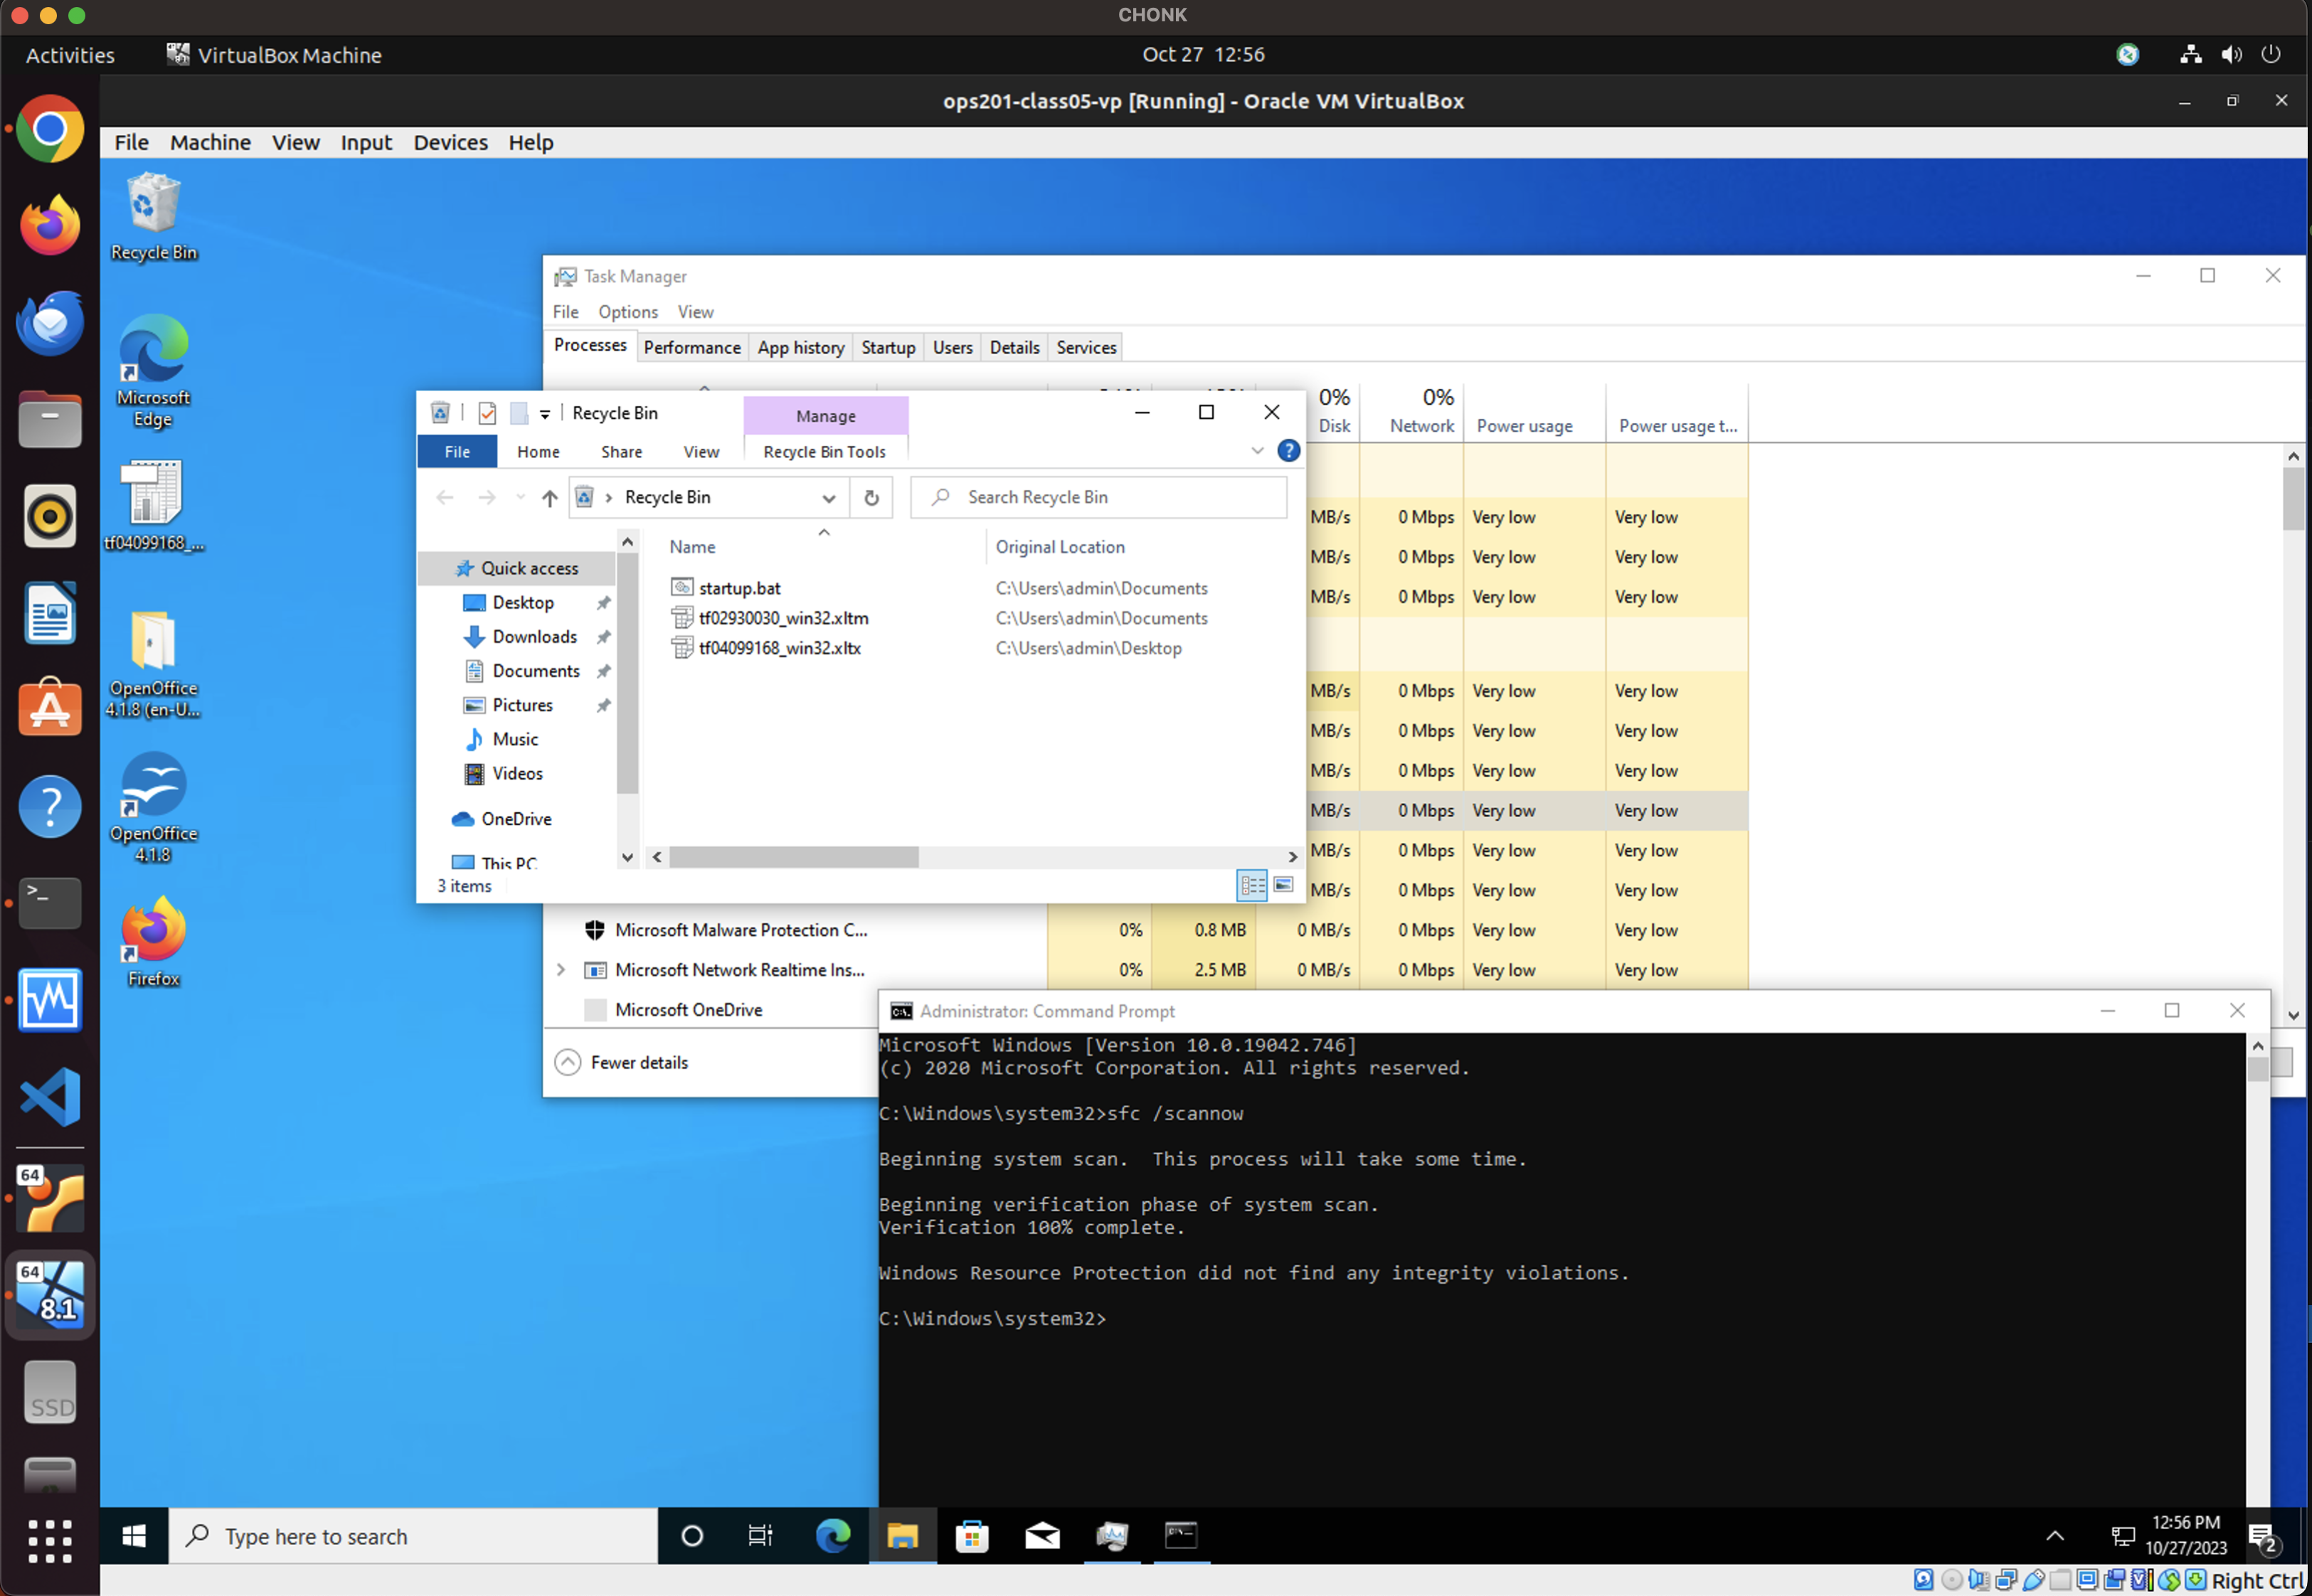 CHONK
Activities VirtualBox Machine Oct 27 12:56
ops201-class05-vp [Running] - Oracle VM VirtualBox
File Machine View Input Devices Help
Recycle Bin
Microsoft
Edge
tf04099168_...
OpenOffice
4.1.8 (en-U...
OpenOffice
4.1.8
Firefox
Task Manager
File Options View
Processes Performance App history Startup Users Details Services
0% 0%
Disk Network Power usage Power usage t...
MB/s 0 Mbps Very low Very low
MB/s 0 Mbps Very low Very low
MB/s 0 Mbps Very low Very low
MB/s 0 Mbps Very low Very low
MB/s 0 Mbps Very low Very low
MB/s 0 Mbps Very low Very low
MB/s 0 Mbps Very low Very low
MB/s 0 Mbps Very low Very low
MB/s 0 Mbps Very low Very low
Microsoft Malware Protection C... 0% 0.8 MB 0 MB/s 0 Mbps Very low Very low
Microsoft Network Realtime Ins... 0% 2.5 MB 0 MB/s 0 Mbps Very low Very low
Microsoft OneDrive
Fewer details
Recycle Bin Manage
File Home Share View Recycle Bin Tools
Recycle Bin Search Recycle Bin
Name Original Location
startup.bat C:\Users\admin\Documents
tf02930030_win32.xltm C:\Users\admin\Documents
tf04099168_win32.xltx C:\Users\admin\Desktop
Quick access
Desktop
Downloads
Documents
Pictures
Music
Videos
OneDrive
This PC
3 items
Administrator: Command Prompt
Microsoft Windows [Version 10.0.19042.746]
(c) 2020 Microsoft Corporation. All rights reserved.
C:\Windows\system32>sfc /scannow
Beginning system scan.  This process will take some time.
Beginning verification phase of system scan.
Verification 100% complete.
Windows Resource Protection did not find any integrity violations.
C:\Windows\system32>
64
64
8.1
SSD
Type here to search
12:56 PM
10/27/2023
2
Right Ctrl